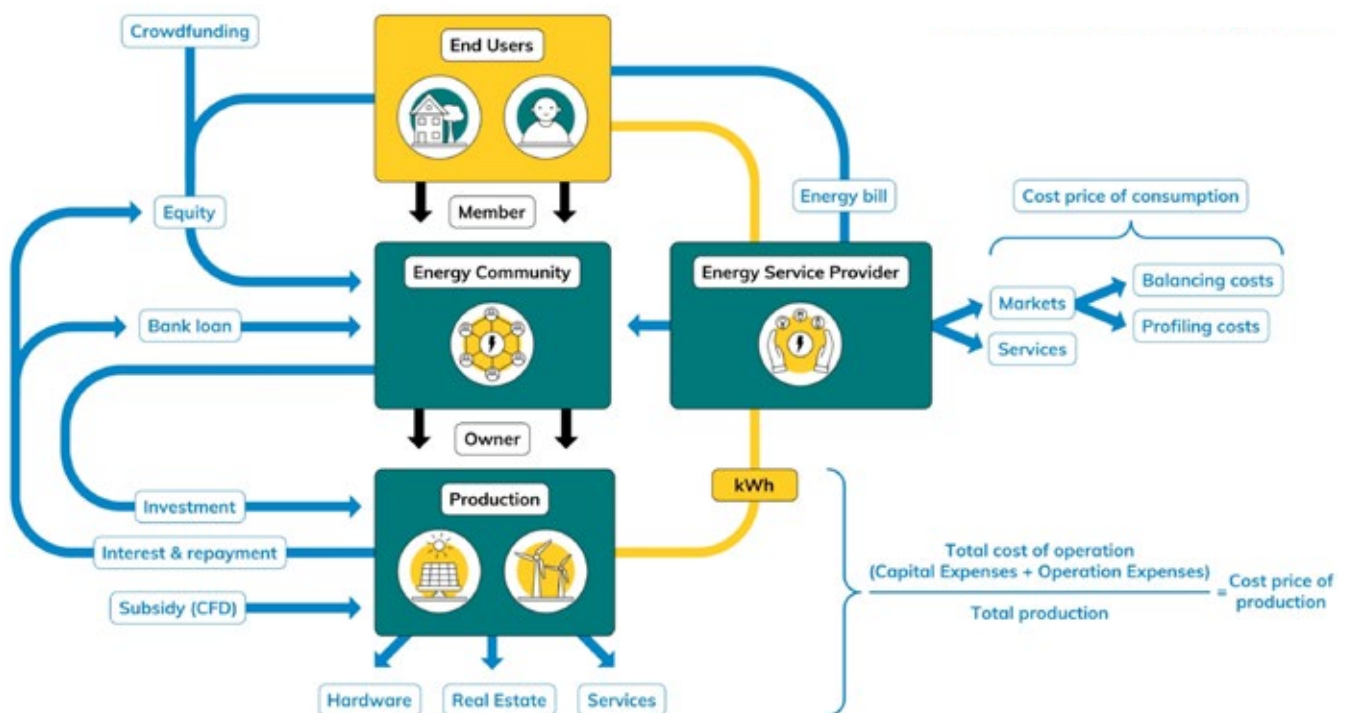 Crowdfunding
End Users
Energy bill
Cost price of consumption
Equity
Member
Energy Community
Energy Service Provider
Markets
Balancing costs
Profiling costs
Services
Bank loan
Owner
Investment
Production
kWh
Interest & repayment
Subsidy (CFD)
Total cost of operation
(Capital Expenses + Operation Expenses)
Total production
= Cost price of
production
Hardware
Real Estate
Services